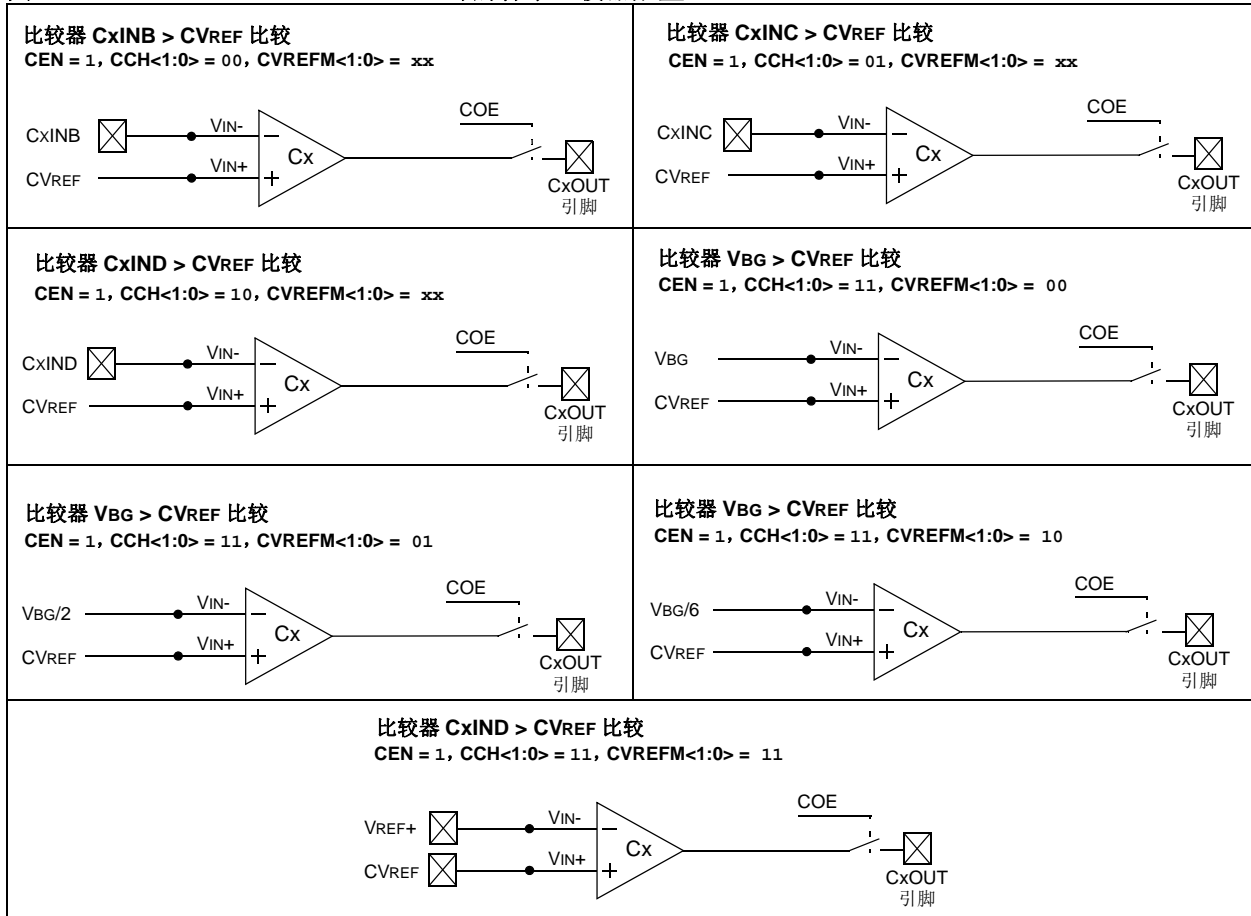 比较器 CxINB > CVREF 比较
CEN = 1，CCH<1:0> = 00，CVREFM<1:0> = xx
COE
CxINB
VIN-
Cx
CVREF
VIN+
CxOUT
引脚
比较器 CxINC > CVREF 比较
CEN = 1，CCH<1:0> = 01，CVREFM<1:0> = xx
COE
CxINC
VIN-
Cx
CVREF
VIN+
CxOUT
引脚
比较器 CxIND > CVREF 比较
CEN = 1，CCH<1:0> = 10，CVREFM<1:0> = xx
COE
CxIND
VIN-
Cx
CVREF
VIN+
CxOUT
引脚
比较器 VBG > CVREF 比较
CEN = 1，CCH<1:0> = 11，CVREFM<1:0> = 00
COE
VBG
VIN-
Cx
CVREF
VIN+
CxOUT
引脚
比较器 VBG > CVREF 比较
CEN = 1，CCH<1:0> = 11，CVREFM<1:0> = 01
COE
VBG/2
VIN-
Cx
CVREF
VIN+
CxOUT
引脚
比较器 VBG > CVREF 比较
CEN = 1，CCH<1:0> = 11，CVREFM<1:0> = 10
COE
VBG/6
VIN-
Cx
CVREF
VIN+
CxOUT
引脚
比较器 CxIND > CVREF 比较
CEN = 1，CCH<1:0> = 11，CVREFM<1:0> = 11
COE
VREF+
VIN-
Cx
CVREF
VIN+
CxOUT
引脚